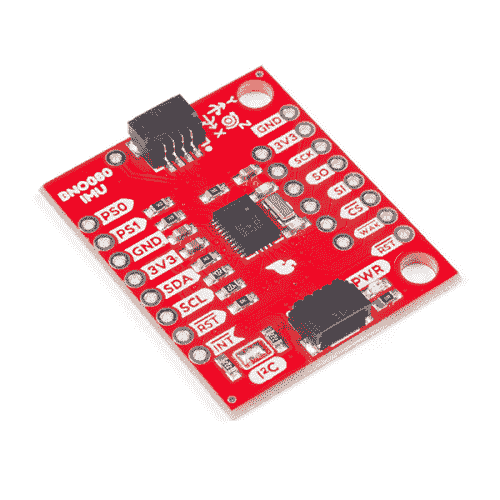 BNO080
IMU
PS0
PS1
GND
3V3
SDA
SCL
RST
INT
I²C
Y
X
Z
GND
3V3
SCK
SO
SI
CS
WAK
RST
PWR